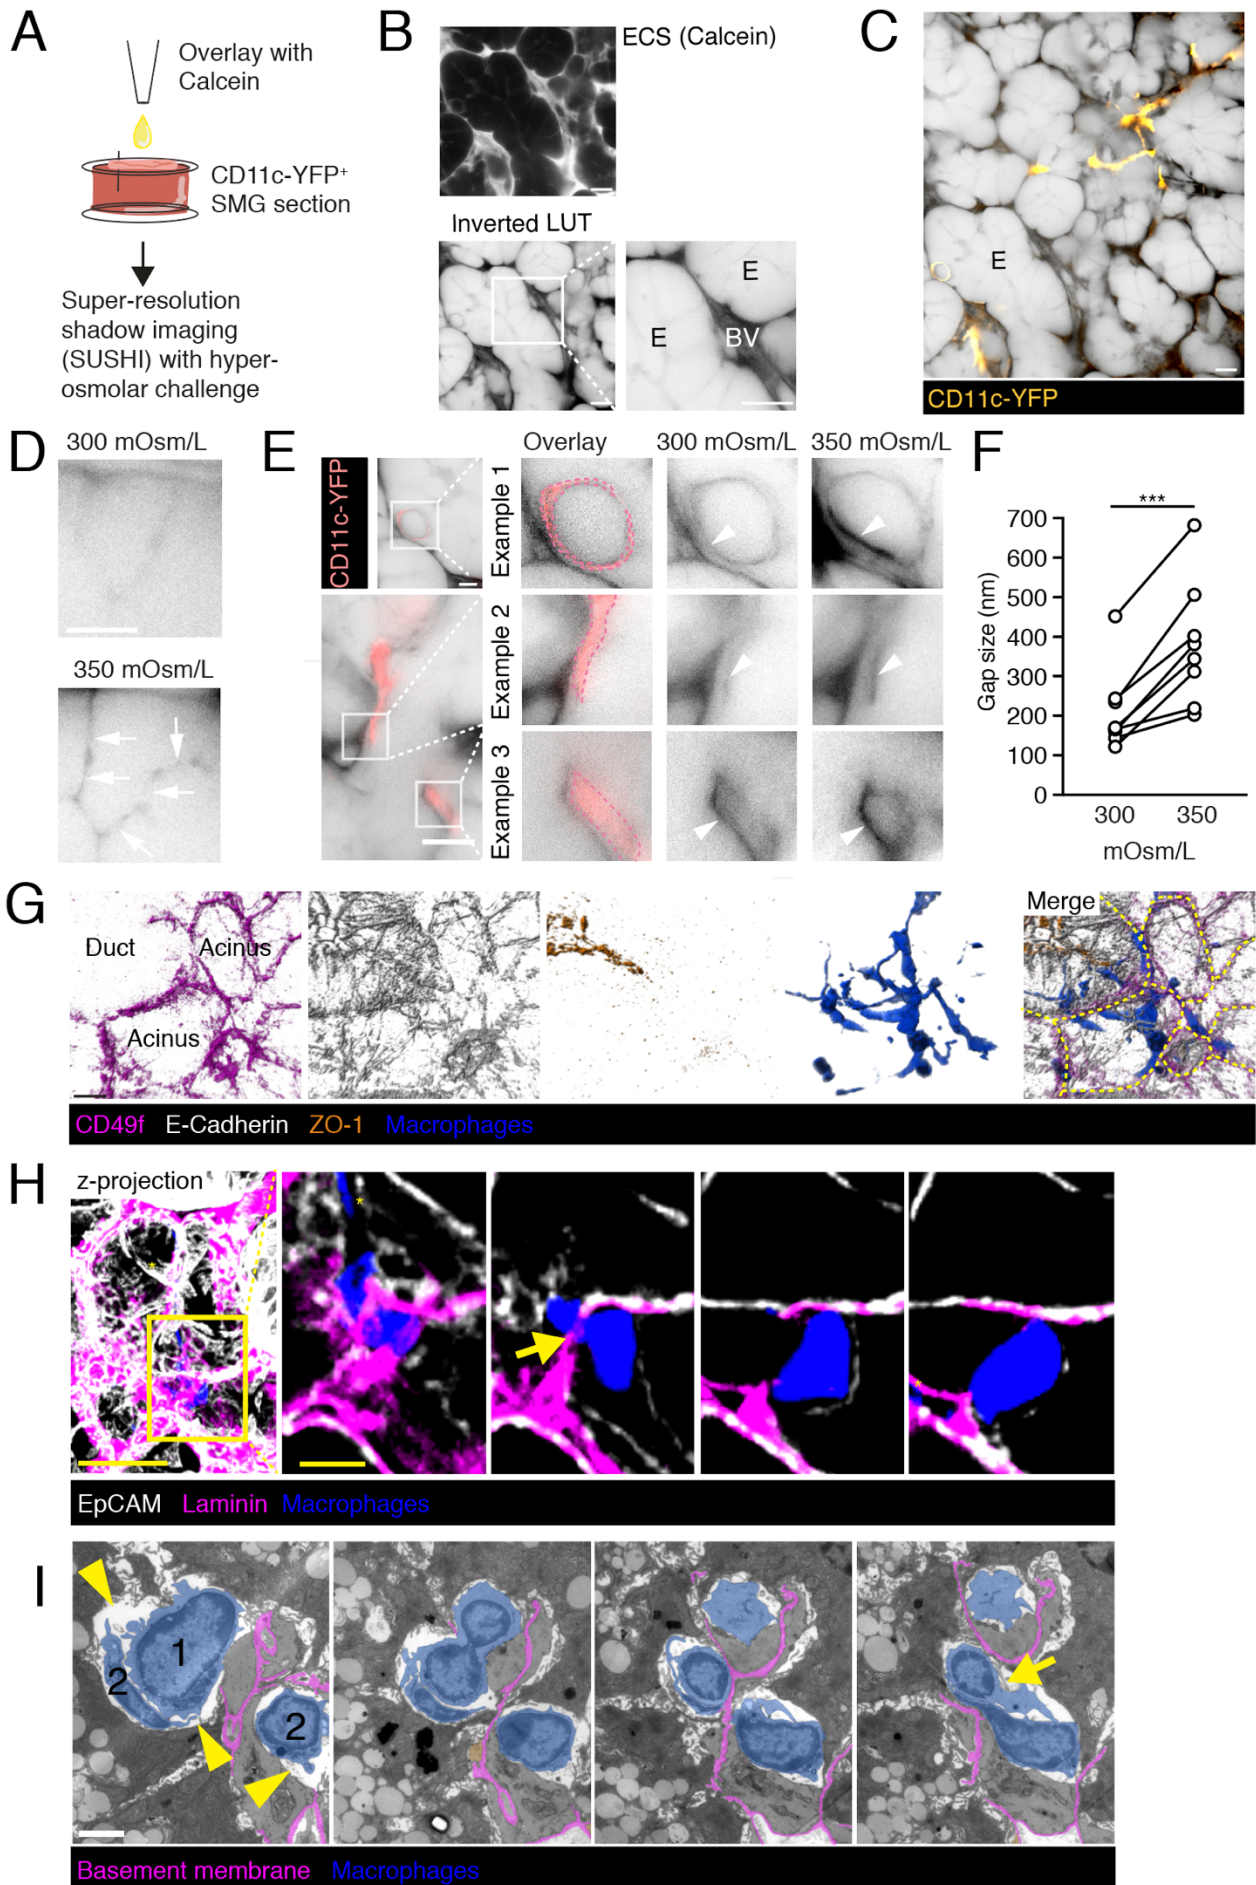 A
Overlay with
Calcein
CD11c-YFP+
SMG section
Super-resolution
shadow imaging
(SUSHI) with hyper-
osmolar challenge
B
ECS (Calcein)
Inverted LUT
E
E
BV
C
E
CD11c-YFP
D
300 mOsm/L
350 mOsm/L
E
CD11c-YFP
Overlay
300 mOsm/L
350 mOsm/L
Example 1
Example 2
Example 3
F
***
Gap size (nm)
700
600
500
400
300
200
100
0
300
350
mOsm/L
G
Duct
Acinus
Acinus
Merge
CD49f E-Cadherin ZO-1 Macrophages
H
z-projection
*
*
*
EpCAM Laminin Macrophages
I
1
2
2
Basement membrane Macrophages